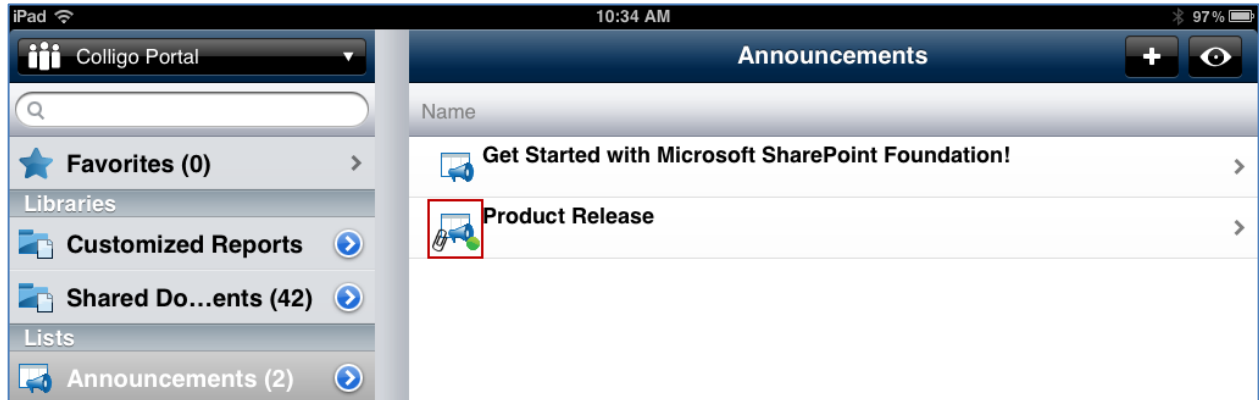 iPad 10:34 AM 97%
Colligo Portal
Announcements
Name
Favorites (0)
Get Started with Microsoft SharePoint Foundation!
Libraries
Product Release
Customized Reports
Shared Do...ents (42)
Lists
Announcements (2)